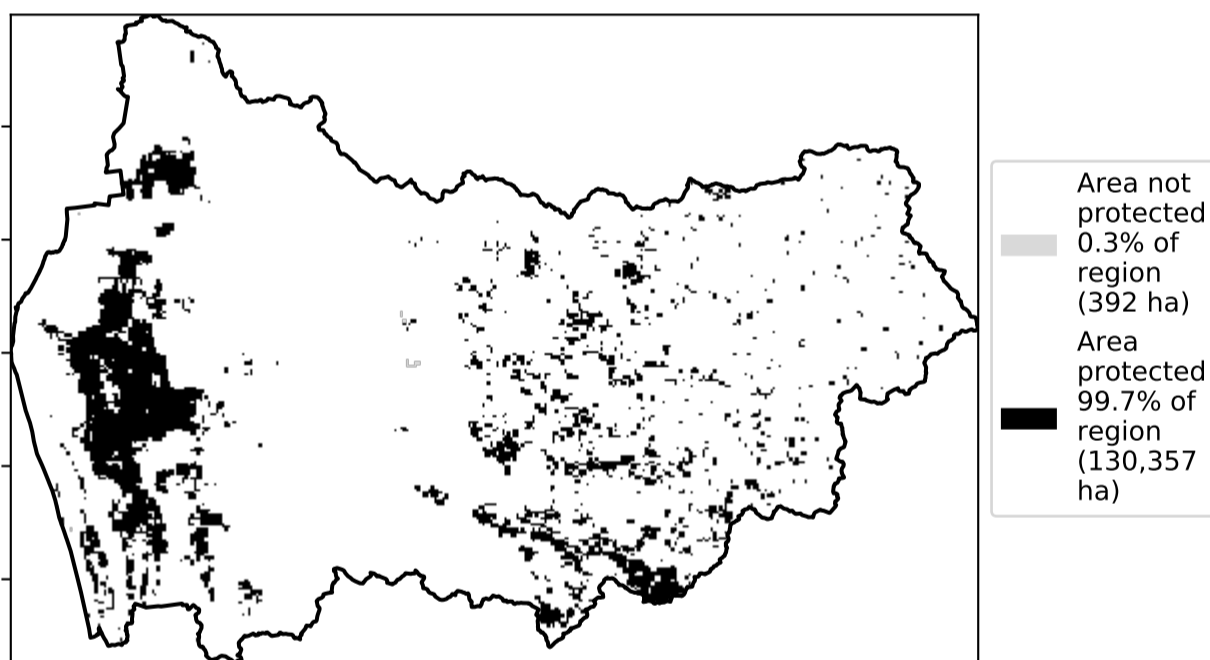 Area not
protected
0.3% of
region
(392 ha)
Area
protected
99.7% of
region
(130,357
ha)